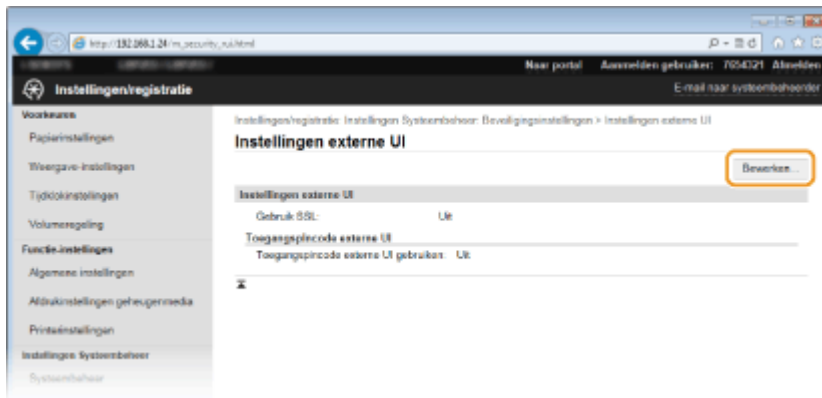 http://192.168.1.24/m_security_rui.html
Naar portal Aanmelden gebruiker: 7654321 Afmelden
Instellingen/registratie
E-mail naar systeembeheerder
Voorkeuren
Papierinstellingen
Weergave-instellingen
Tijdklokinstellingen
Volumeregeling
Functie-instellingen
Algemene instellingen
Afdrukinstellingen geheugenmedia
Printerinstellingen
Instellingen Systeembeheer
Systeembeheer
Instellingen/registratie: Instellingen Systeembeheer: Beveiligingsinstellingen > Instellingen externe UI
Instellingen externe UI
Bewerken...
Instellingen externe UI
Gebruik SSL: Uit
Toegangspincode externe UI
Toegangspincode externe UI gebruiken: Uit